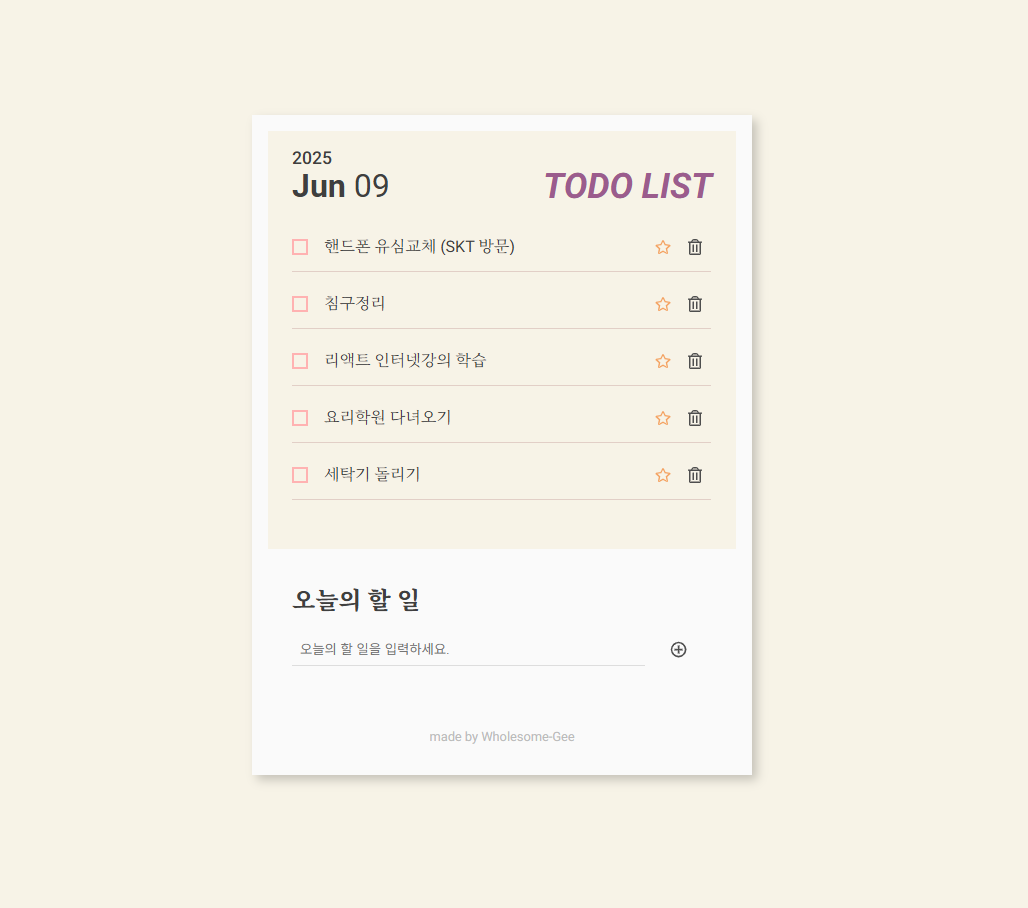 2025
Jun 09
TODO LIST
핸드폰 유심교체 (SKT 방문)
침구정리
리액트 인터넷강의 학습
요리학원 다녀오기
세탁기 돌리기
오늘의 할 일
오늘의 할 일을 입력하세요.
made by Wholesome-Gee